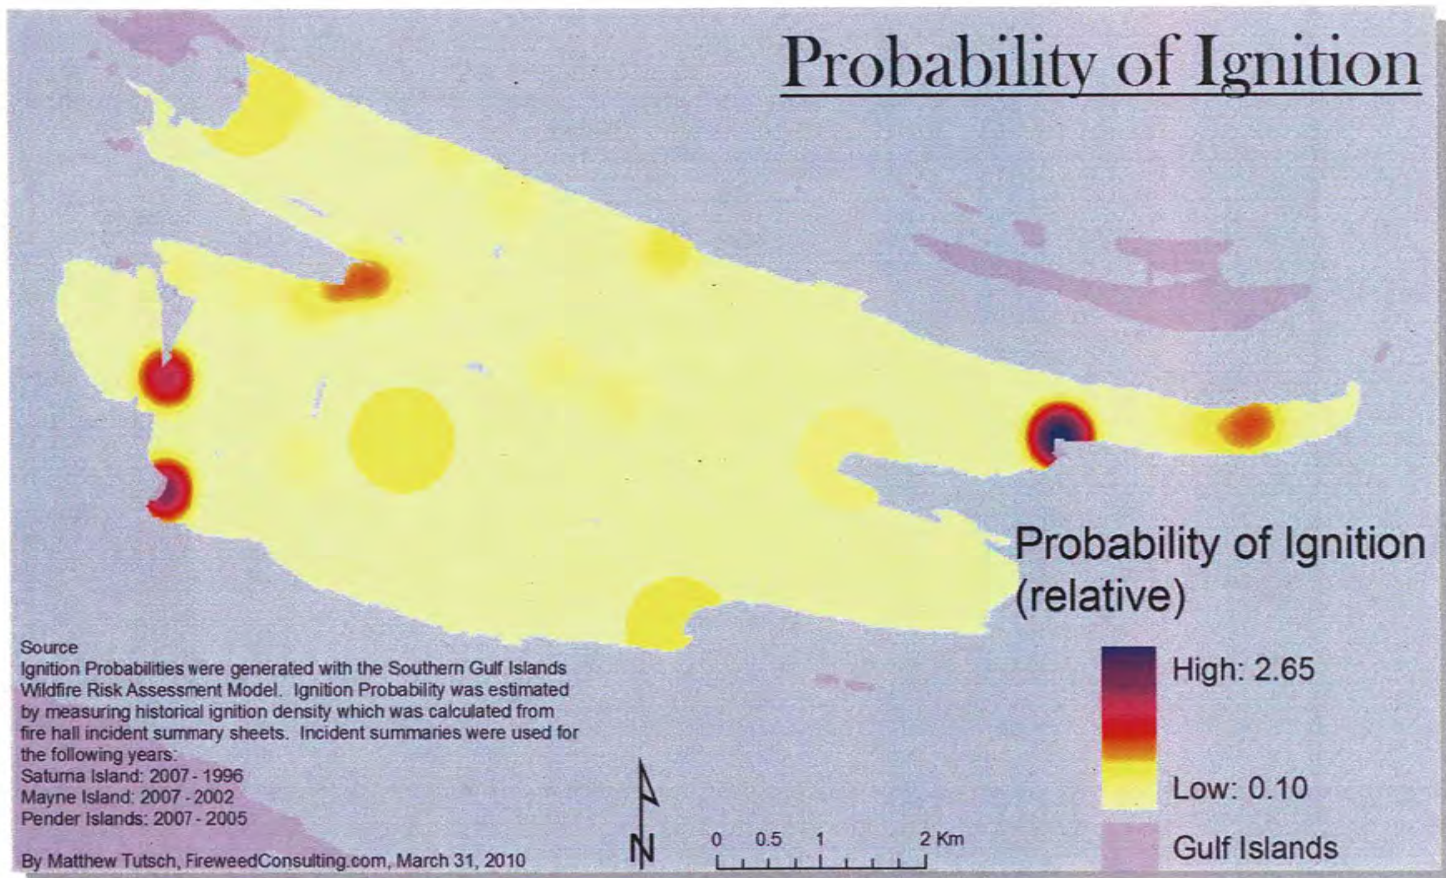 Probability of Ignition
Probability of Ignition
(relative)
High: 2.65
Low: 0.10
Gulf Islands
Source
Ignition Probabilities were generated with the Southern Gulf Islands
Wildfire Risk Assessment Model. Ignition Probability was estimated
by measuring historical ignition density which was calculated from
fire hall incident summary sheets. Incident summaries were used for
the following years:
Saturna Island: 2007 - 1996
Mayne Island: 2007 - 2002
Pender Islands: 2007 - 2005
By Matthew Tutsch, FireweedConsulting.com, March 31, 2010
N
0 0.5 1 2 Km